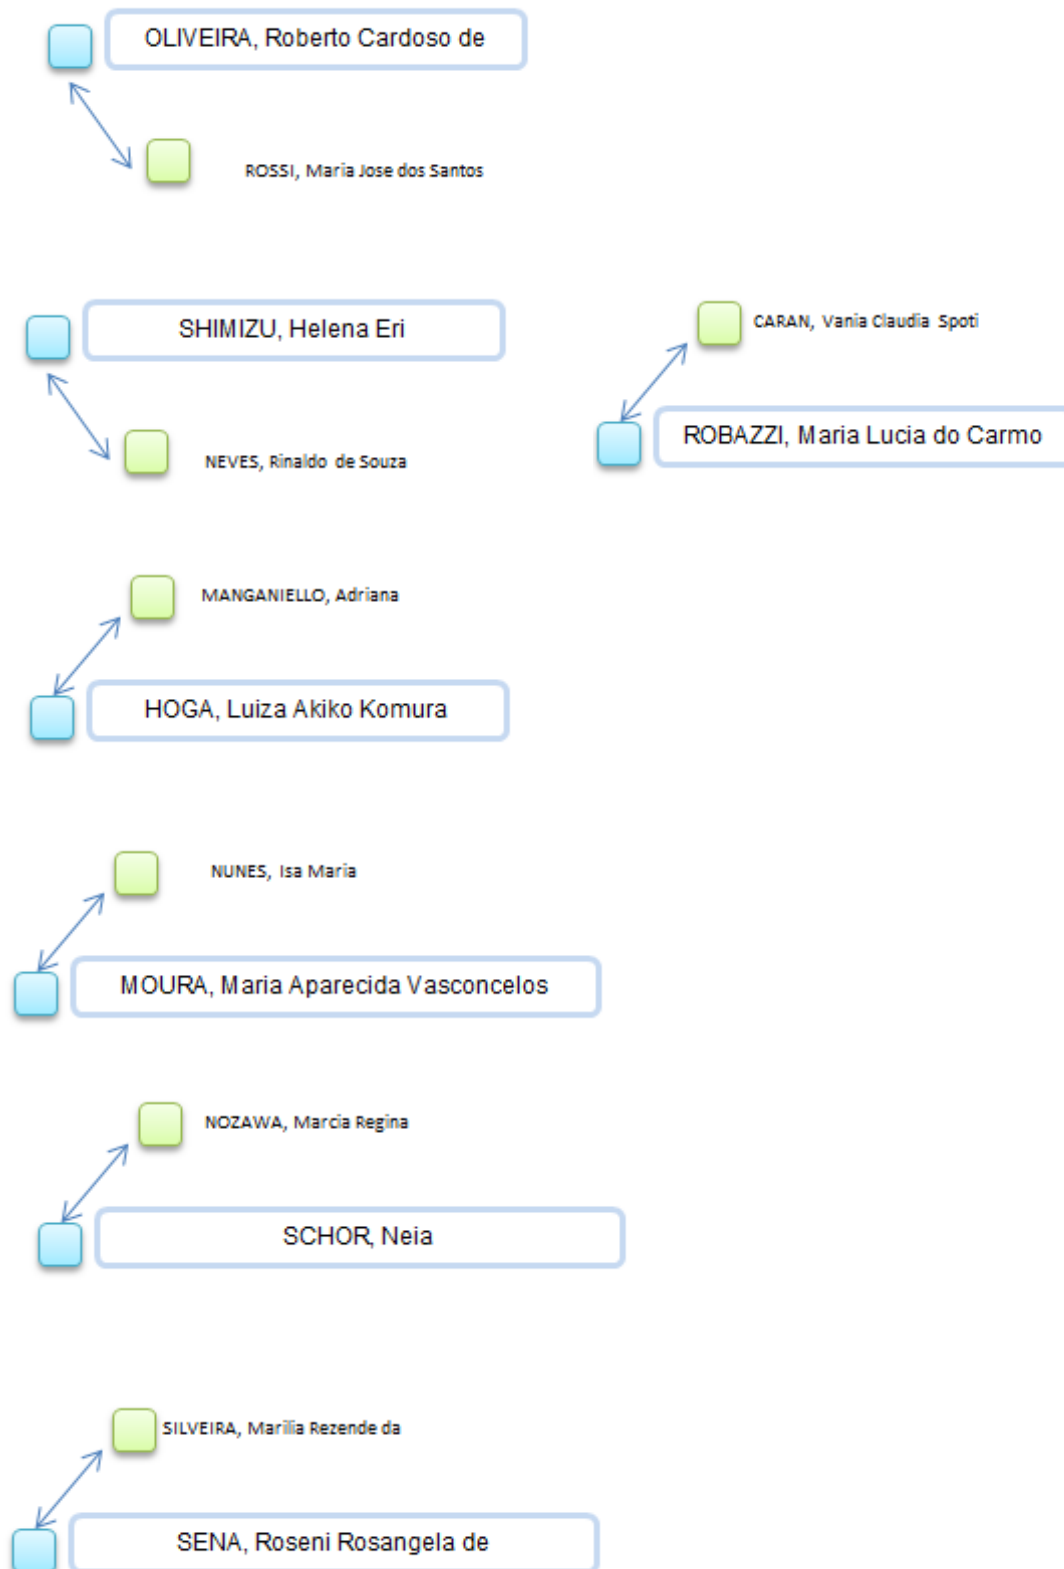 OLIVEIRA, Roberto Cardoso de
ROSSI, Maria Jose dos Santos
SHIMIZU, Helena Eri
NEVES, Rinaldo de Souza
CARAN, Vania Claudia Spoti
ROBAZZI, Maria Lucia do Carmo
MANGANIELLO, Adriana
HOGA, Luiza Akiko Komura
NUNES, Isa Maria
MOURA, Maria Aparecida Vasconcelos
NOZAWA, Marcia Regina
SCHOR, Neia
SILVEIRA, Marilia Rezende da
SENA, Roseni Rosangela de